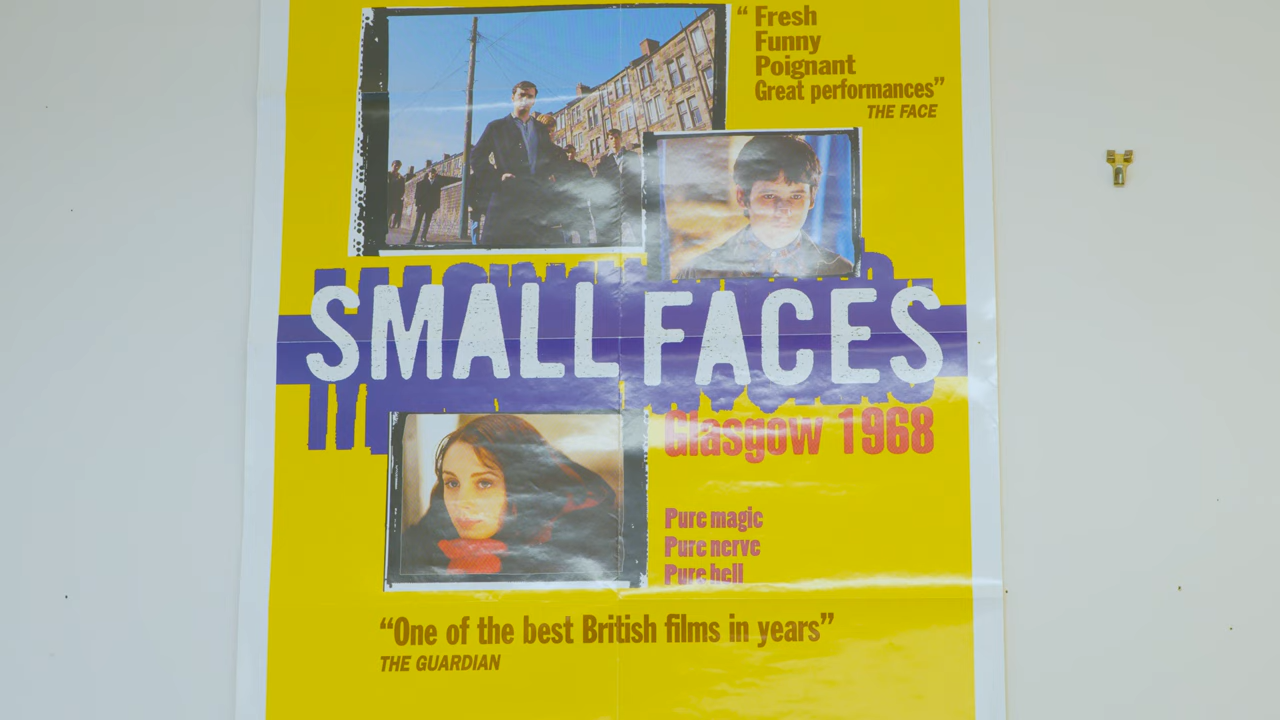 “Fresh
Funny
Poignant
Great performances”
THE FACE
SMALL FACES
Glasgow 1968
Pure magic
Pure nerve
Pure hell
“One of the best British films in years”
THE GUARDIAN